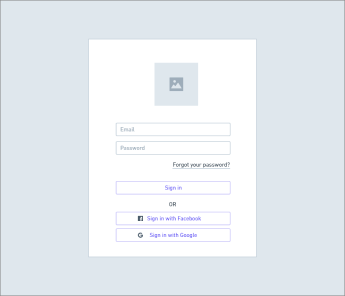 Email
Password
Forgot your password?
Sign in
OR
Sign in with Facebook
Sign in with Google